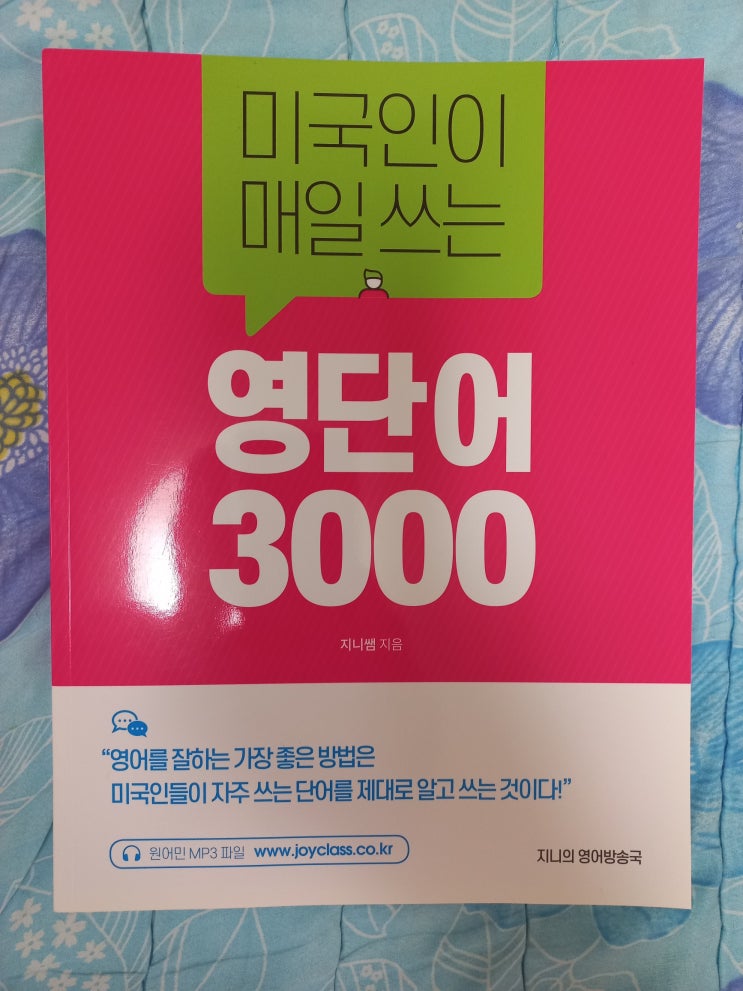 미국인이
매일 쓰는
영단어
3000
지니쌤 지음
“영어를 잘하는 가장 좋은 방법은
미국인들이 자주 쓰는 단어를 제대로 알고 쓰는 것이다!”
원어민 MP3 파일 www.joyclass.co.kr
지니의 영어방송국